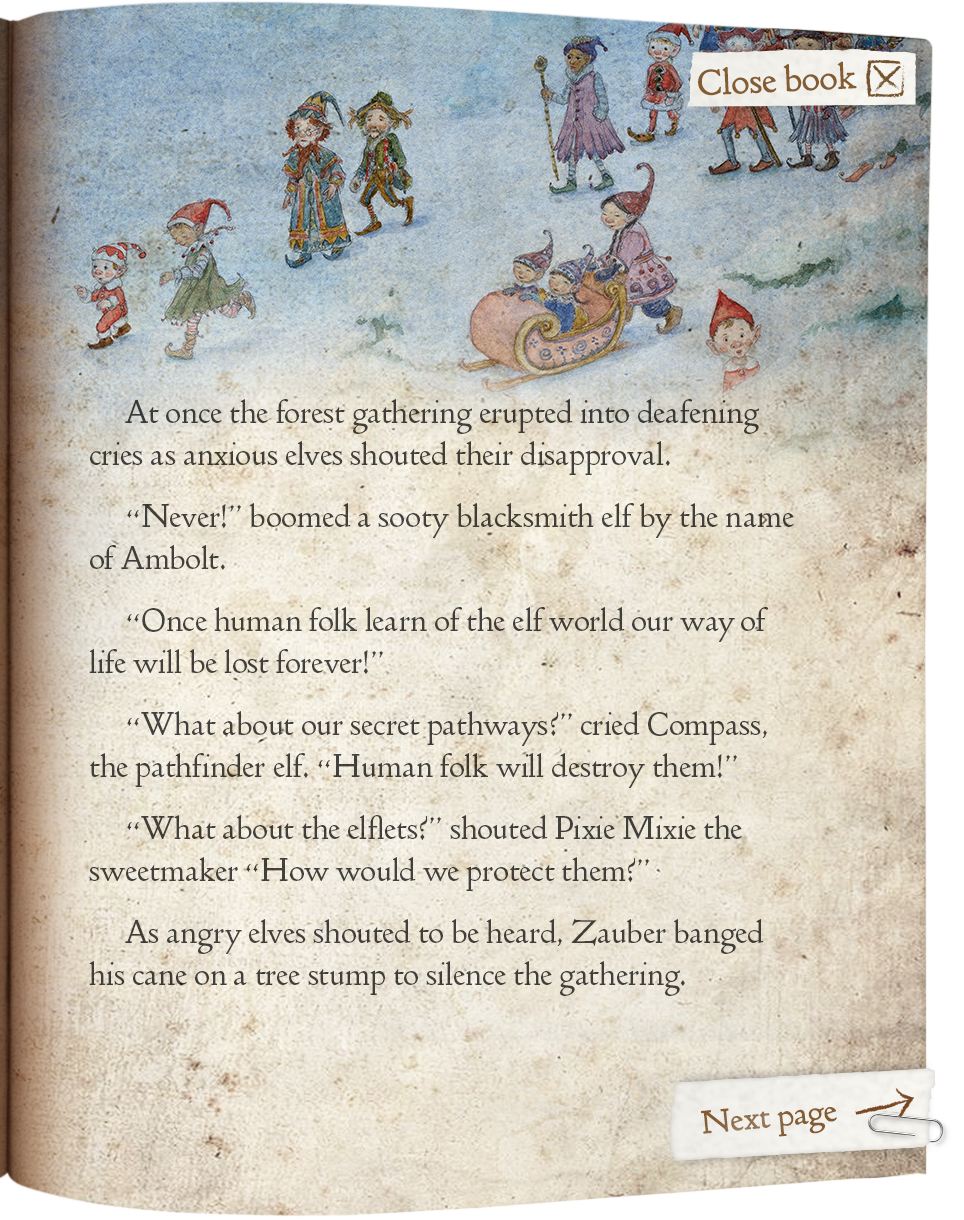 Close book
At once the forest gathering erupted into deafening
cries as anxious elves shouted their disapproval.
“Never!” boomed a sooty blacksmith elf by the name
of Ambolt.
“Once human folk learn of the elf world our way of
life will be lost forever!”
“What about our secret pathways?” cried Compass,
the pathfinder elf. “Human folk will destroy them!”
“What about the elflets?” shouted Pixie Mixie the
sweetmaker “How would we protect them?”
As angry elves shouted to be heard, Zauber banged
his cane on a tree stump to silence the gathering.
Next page